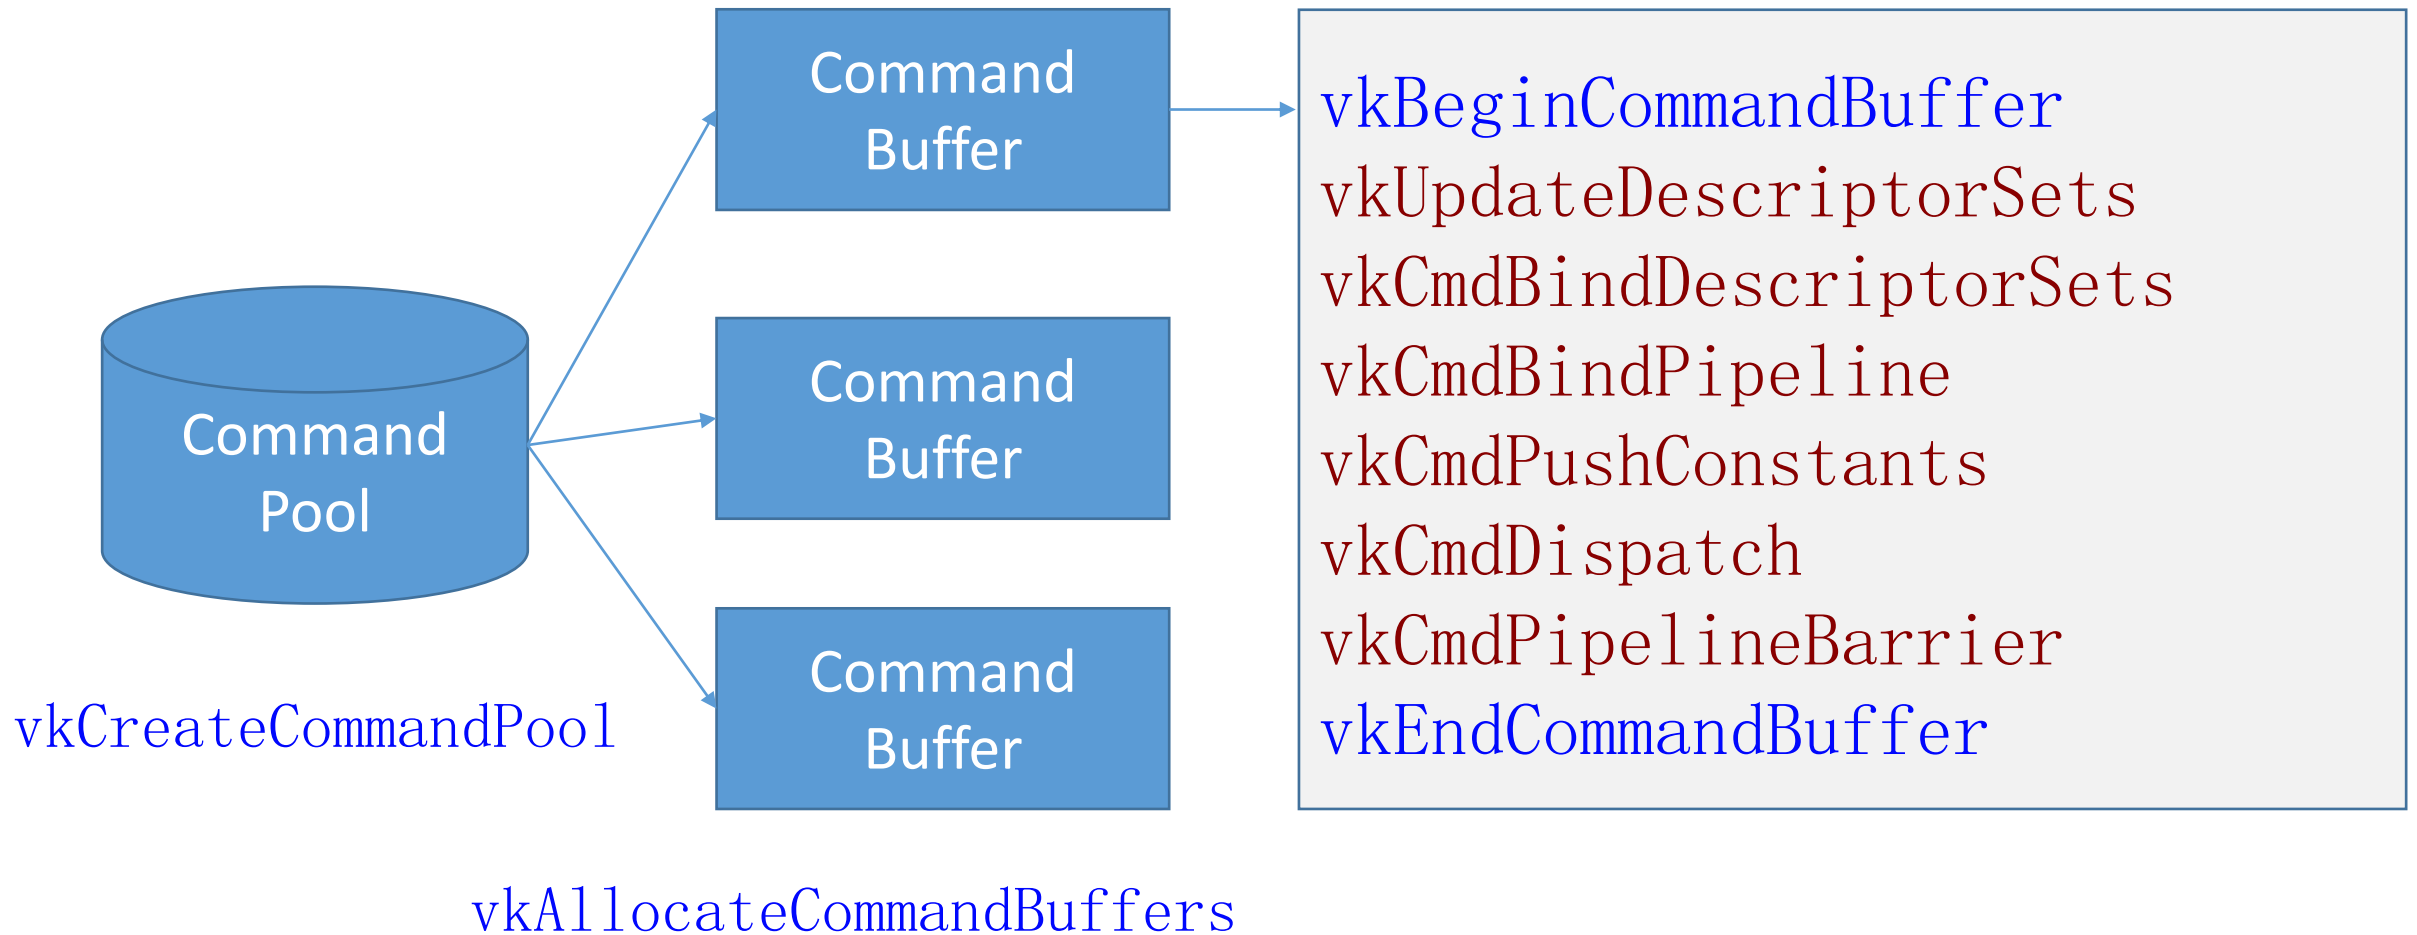 Command
Pool
vkCreateCommandPool
Command
Buffer
Command
Buffer
Command
Buffer
vkAllocateCommandBuffers
vkBeginCommandBuffer
vkUpdateDescriptorSets
vkCmdBindDescriptorSets
vkCmdBindPipeline
vkCmdPushConstants
vkCmdDispatch
vkCmdPipelineBarrier
vkEndCommandBuffer